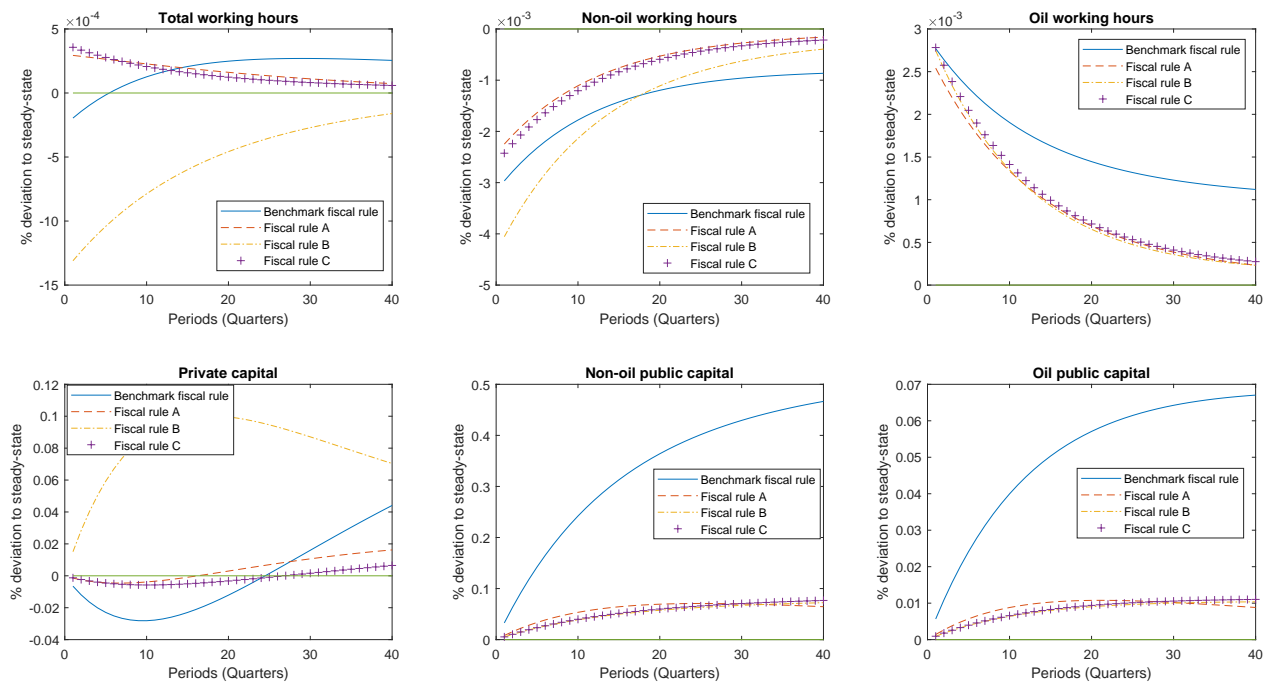 Total working hours
×10-4
% deviation to steady-state
5
0
-5
-10
-15
0 10 20 30 40
Periods (Quarters)
Benchmark fiscal rule
Fiscal rule A
Fiscal rule B
Fiscal rule C
Non-oil working hours
×10-3
% deviation to steady-state
0
-1
-2
-3
-4
-5
0 10 20 30 40
Periods (Quarters)
Benchmark fiscal rule
Fiscal rule A
Fiscal rule B
Fiscal rule C
Oil working hours
×10-3
% deviation to steady-state
3
2
1
0.5
0
0 10 20 30 40
Periods (Quarters)
Benchmark fiscal rule
Fiscal rule A
Fiscal rule B
Fiscal rule C
Private capital
% deviation to steady-state
0.12
0.1
0.08
0.06
0.04
0.02
0
-0.02
-0.04
0 10 20 30 40
Periods (Quarters)
Benchmark fiscal rule
Fiscal rule A
Fiscal rule B
Fiscal rule C
Non-oil public capital
% deviation to steady-state
0.5
0.4
0.3
0.2
0.1
0
0 10 20 30 40
Periods (Quarters)
Benchmark fiscal rule
Fiscal rule A
Fiscal rule B
Fiscal rule C
Oil public capital
% deviation to steady-state
0.07
0.06
0.05
0.04
0.03
0.02
0.01
0
0 10 20 30 40
Periods (Quarters)
Benchmark fiscal rule
Fiscal rule A
Fiscal rule B
Fiscal rule C